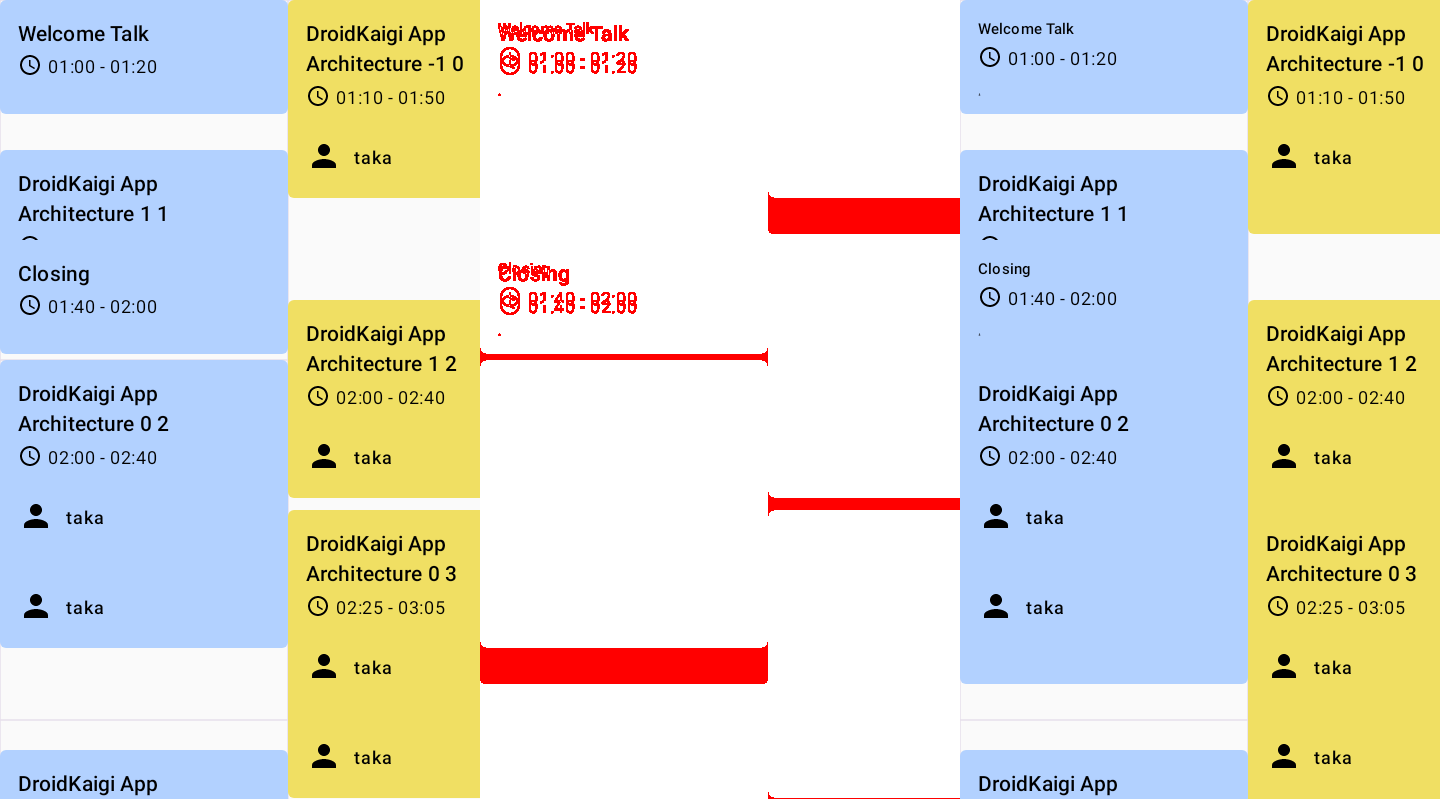 Welcome Talk
01:00 - 01:20
DroidKaigi App
Architecture 1 1
Closing
01:40 - 02:00
DroidKaigi App
Architecture 0 2
02:00 - 02:40
taka
taka
DroidKaigi App
DroidKaigi App
Architecture -1 0
01:10 - 01:50
taka
DroidKaigi App
Architecture 1 2
02:00 - 02:40
taka
DroidKaigi App
Architecture 0 3
02:25 - 03:05
taka
taka
Welcome Talk
01:00 - 01:20
Closing
01:40 - 02:00
Welcome Talk
01:00 - 01:20
DroidKaigi App
Architecture 1 1
Closing
01:40 - 02:00
DroidKaigi App
Architecture 0 2
02:00 - 02:40
taka
taka
DroidKaigi App
DroidKaigi App
Architecture -1 0
01:10 - 01:50
taka
DroidKaigi App
Architecture 1 2
02:00 - 02:40
taka
DroidKaigi App
Architecture 0 3
02:25 - 03:05
taka
taka